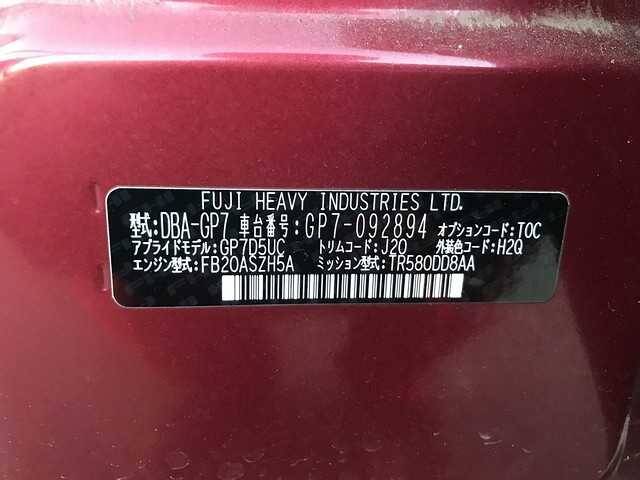 FUJI HEAVY INDUSTRIES LTD.
型式:DBA-GP7 車台番号:GP7-092894 オプションコード:TOC
アプライドモデル:GP7D5UC トリムコード:J20 外装色コード:H2Q
エンジン型式:FB20ASZH5A ミッション型式:TR580DD8AA